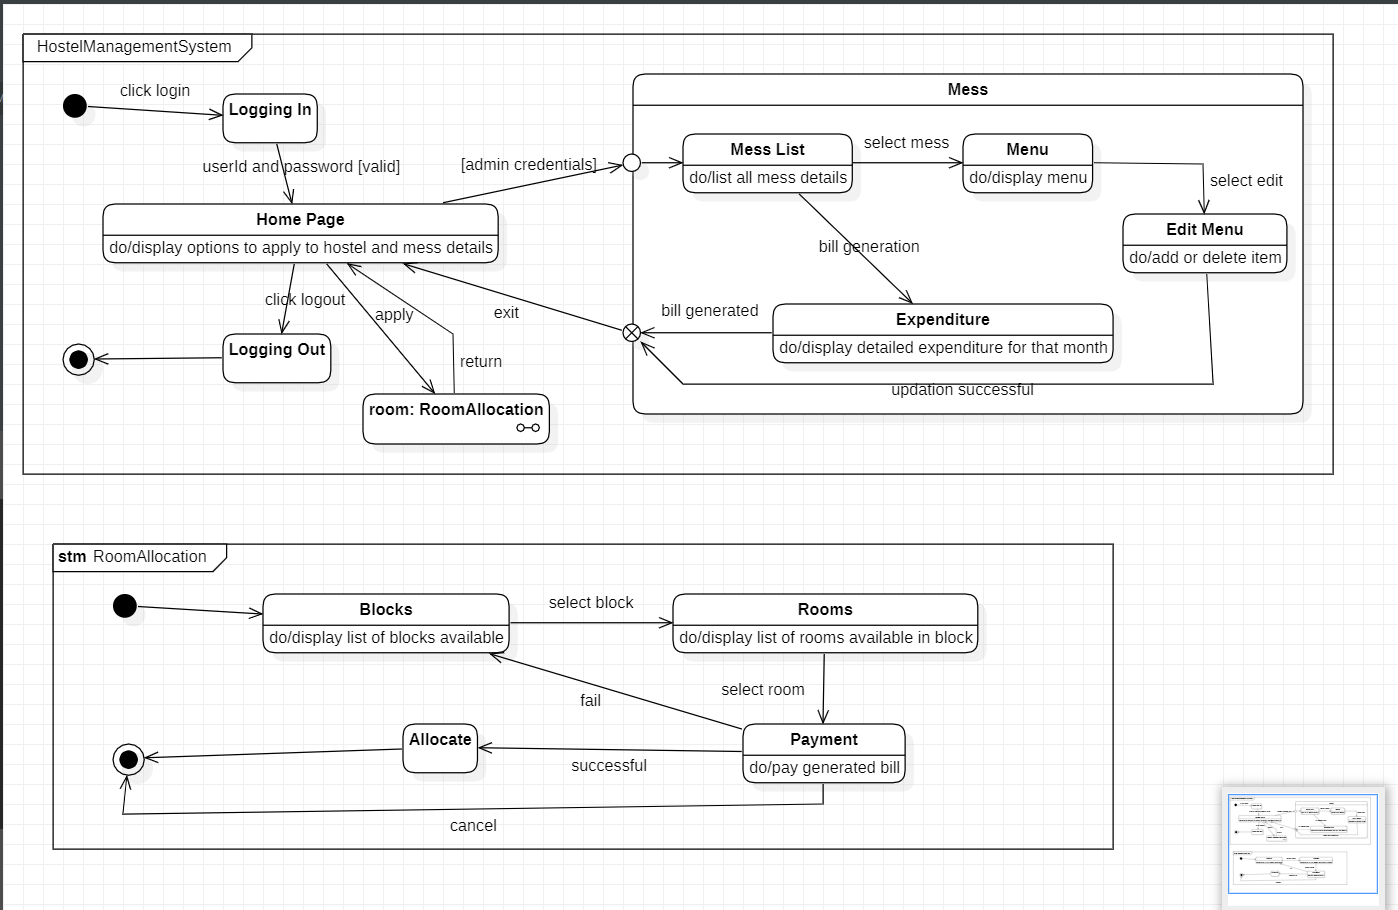 HostelManagementSystem
click login
Logging In
userId and password [valid]
Home Page
do/display options to apply to hostel and mess details
[admin credentials]
click logout
apply
return
exit
Logging Out
room: RoomAllocation
Mess
Mess List
do/list all mess details
select mess
Menu
do/display menu
select edit
Edit Menu
do/add or delete item
bill generation
bill generated
Expenditure
do/display detailed expenditure for that month
updation successful
stm RoomAllocation
Blocks
do/display list of blocks available
select block
Rooms
do/display list of rooms available in block
select room
fail
Allocate
successful
Payment
do/pay generated bill
cancel